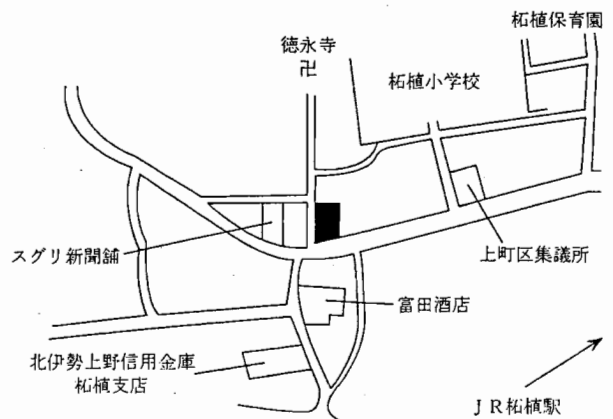 柘植保育園
徳永寺
卍
柘植小学校
スグリ新聞舗
上町区集議所
富田酒店
北伊勢上野信用金庫
柘植支店
JR柘植駅